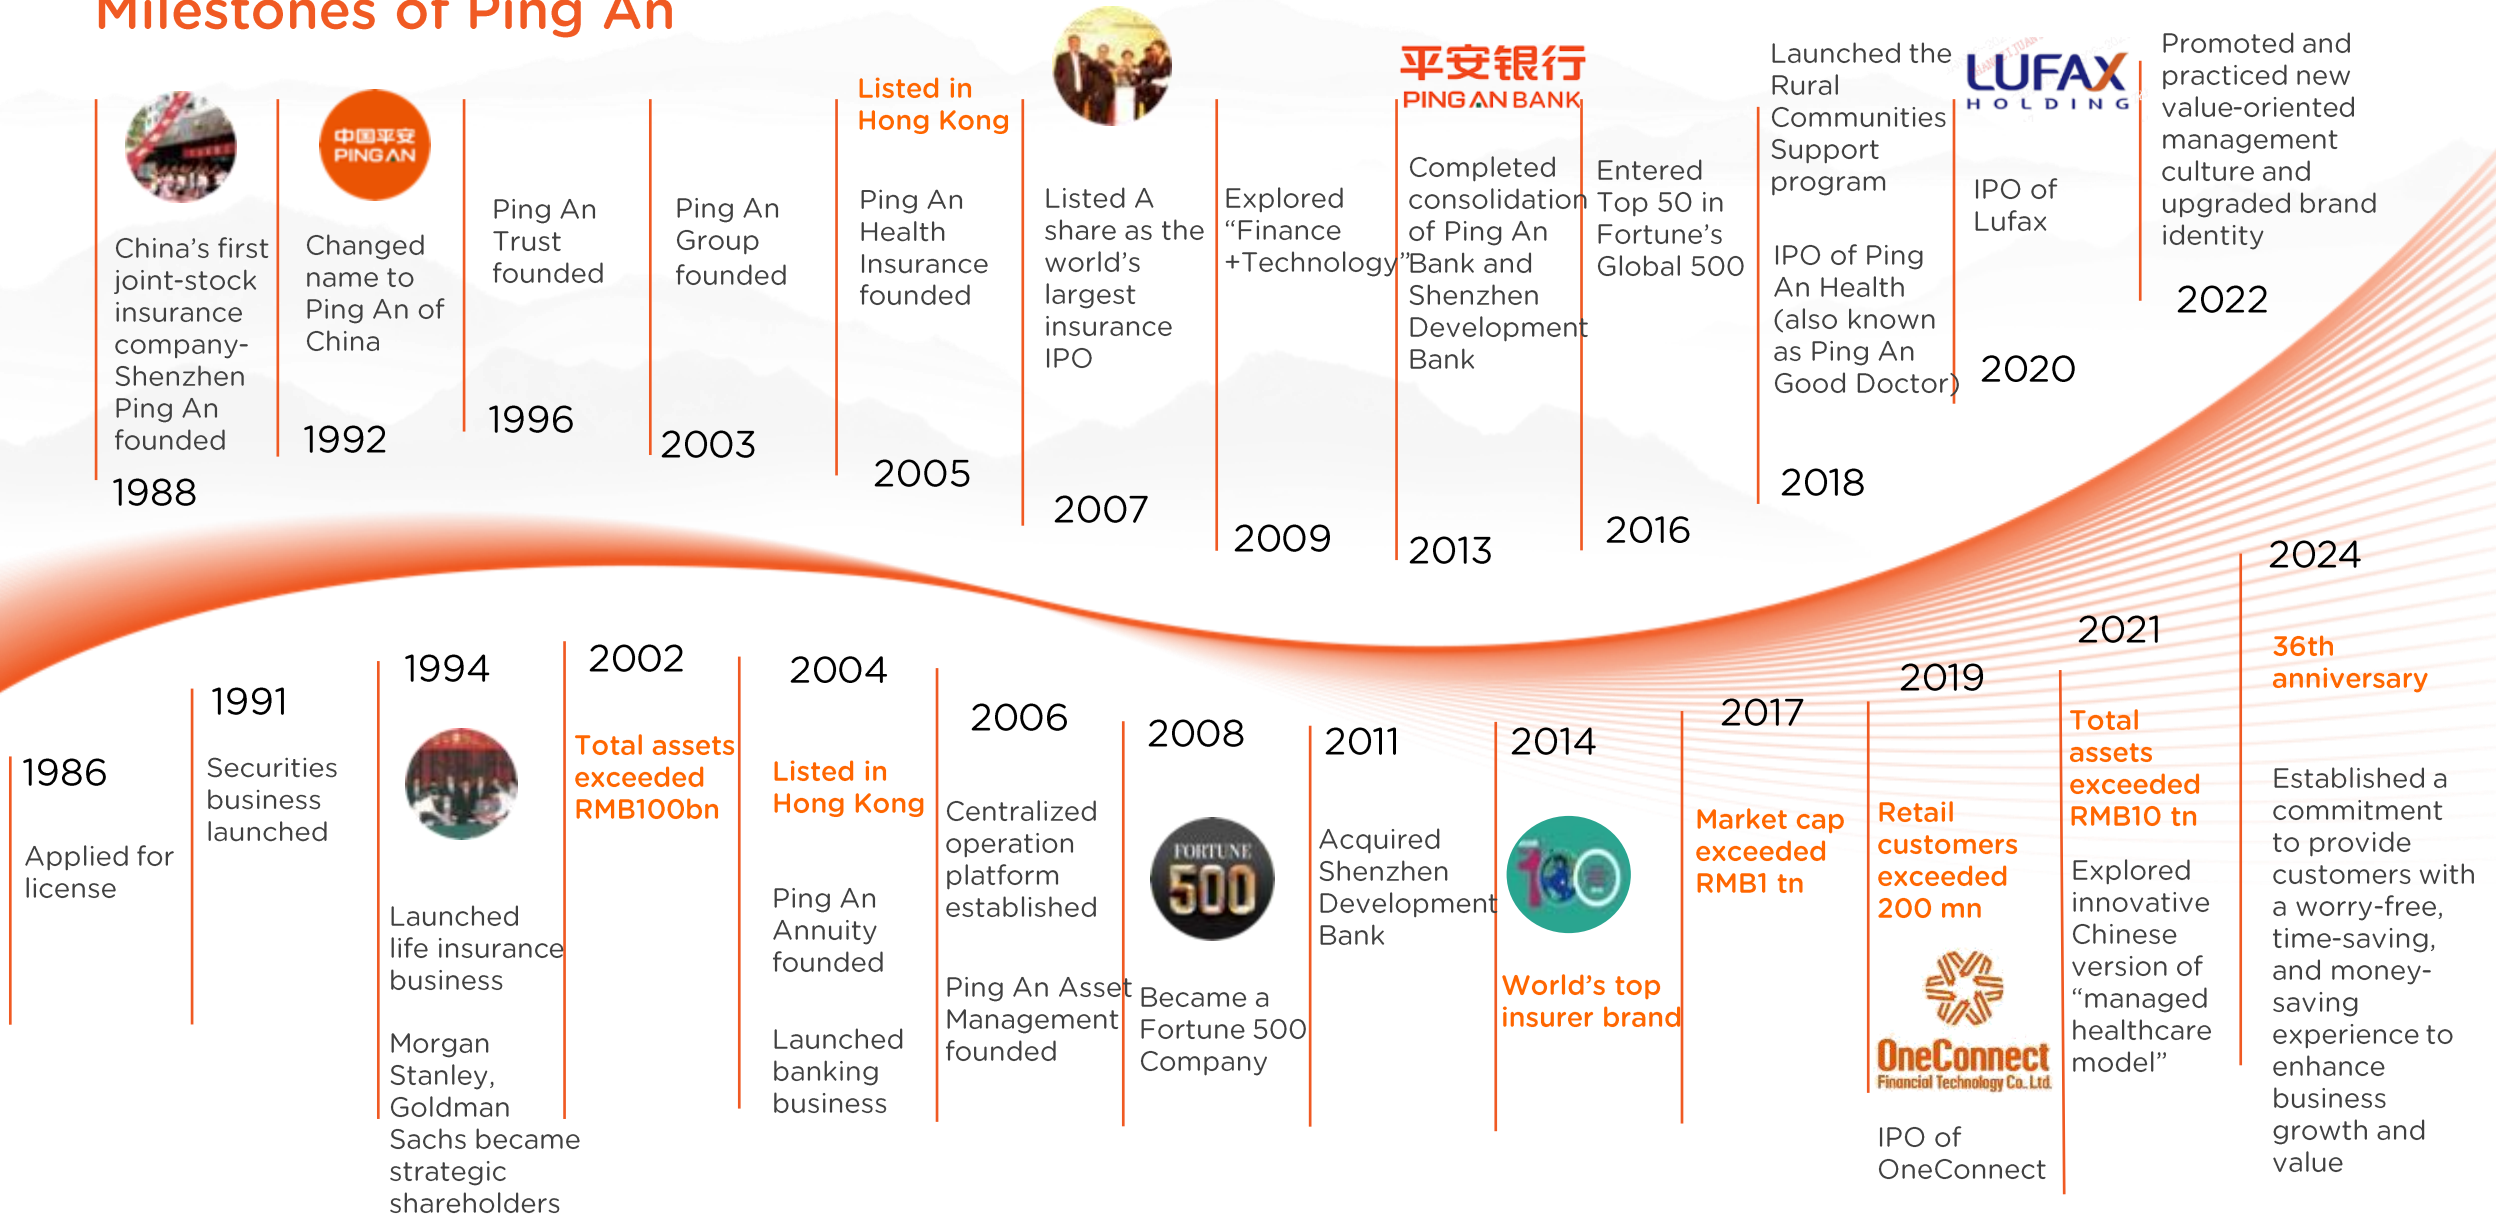 Milestones of Ping An
中国平安
PING AN
China’s first
joint-stock
insurance
company-
Shenzhen
Ping An
founded
1988
Changed
name to
Ping An of
China
1992
Ping An
Trust
founded
1996
Ping An
Group
founded
2003
Listed in
Hong Kong
Ping An
Health
Insurance
founded
2005
Listed A
share as the
world’s
largest
insurance
IPO
2007
Explored
“Finance
+Technology”
2009
平安银行
PING AN BANK
Completed
consolidation
of Ping An
Bank and
Shenzhen
Development
Bank
2013
Entered
Top 50 in
Fortune’s
Global 500
2016
Launched the
Rural
Communities
Support
program
IPO of Ping
An Health
(also known
as Ping An
Good Doctor)
2018
LUFAX
HOLDING
IPO of
Lufax
2020
Promoted and
practiced new
value-oriented
management
culture and
upgraded brand
identity
2022
1986
Applied for
license
1991
Securities
business
launched
1994
Launched
life insurance
business
Morgan
Stanley,
Goldman
Sachs became
strategic
shareholders
2002
Total assets
exceeded
RMB100bn
2004
Listed in
Hong Kong
Ping An
Annuity
founded
Launched
banking
business
2006
Centralized
operation
platform
established
Ping An Asset
Management
founded
2008
FORTUNE
500
Became a
Fortune 500
Company
2011
Acquired
Shenzhen
Development
Bank
2014
100
World’s top
insurer brand
2017
Market cap
exceeded
RMB1 tn
2019
Retail
customers
exceeded
200 mn
OneConnect
Financial Technology Co. Ltd.
IPO of
OneConnect
2021
Total
assets
exceeded
RMB10 tn
Explored
innovative
Chinese
version of
“managed
healthcare
model”
2024
36th
anniversary
Established a
commitment
to provide
customers with
a worry-free,
time-saving,
and money-
saving
experience to
enhance
business
growth and
value